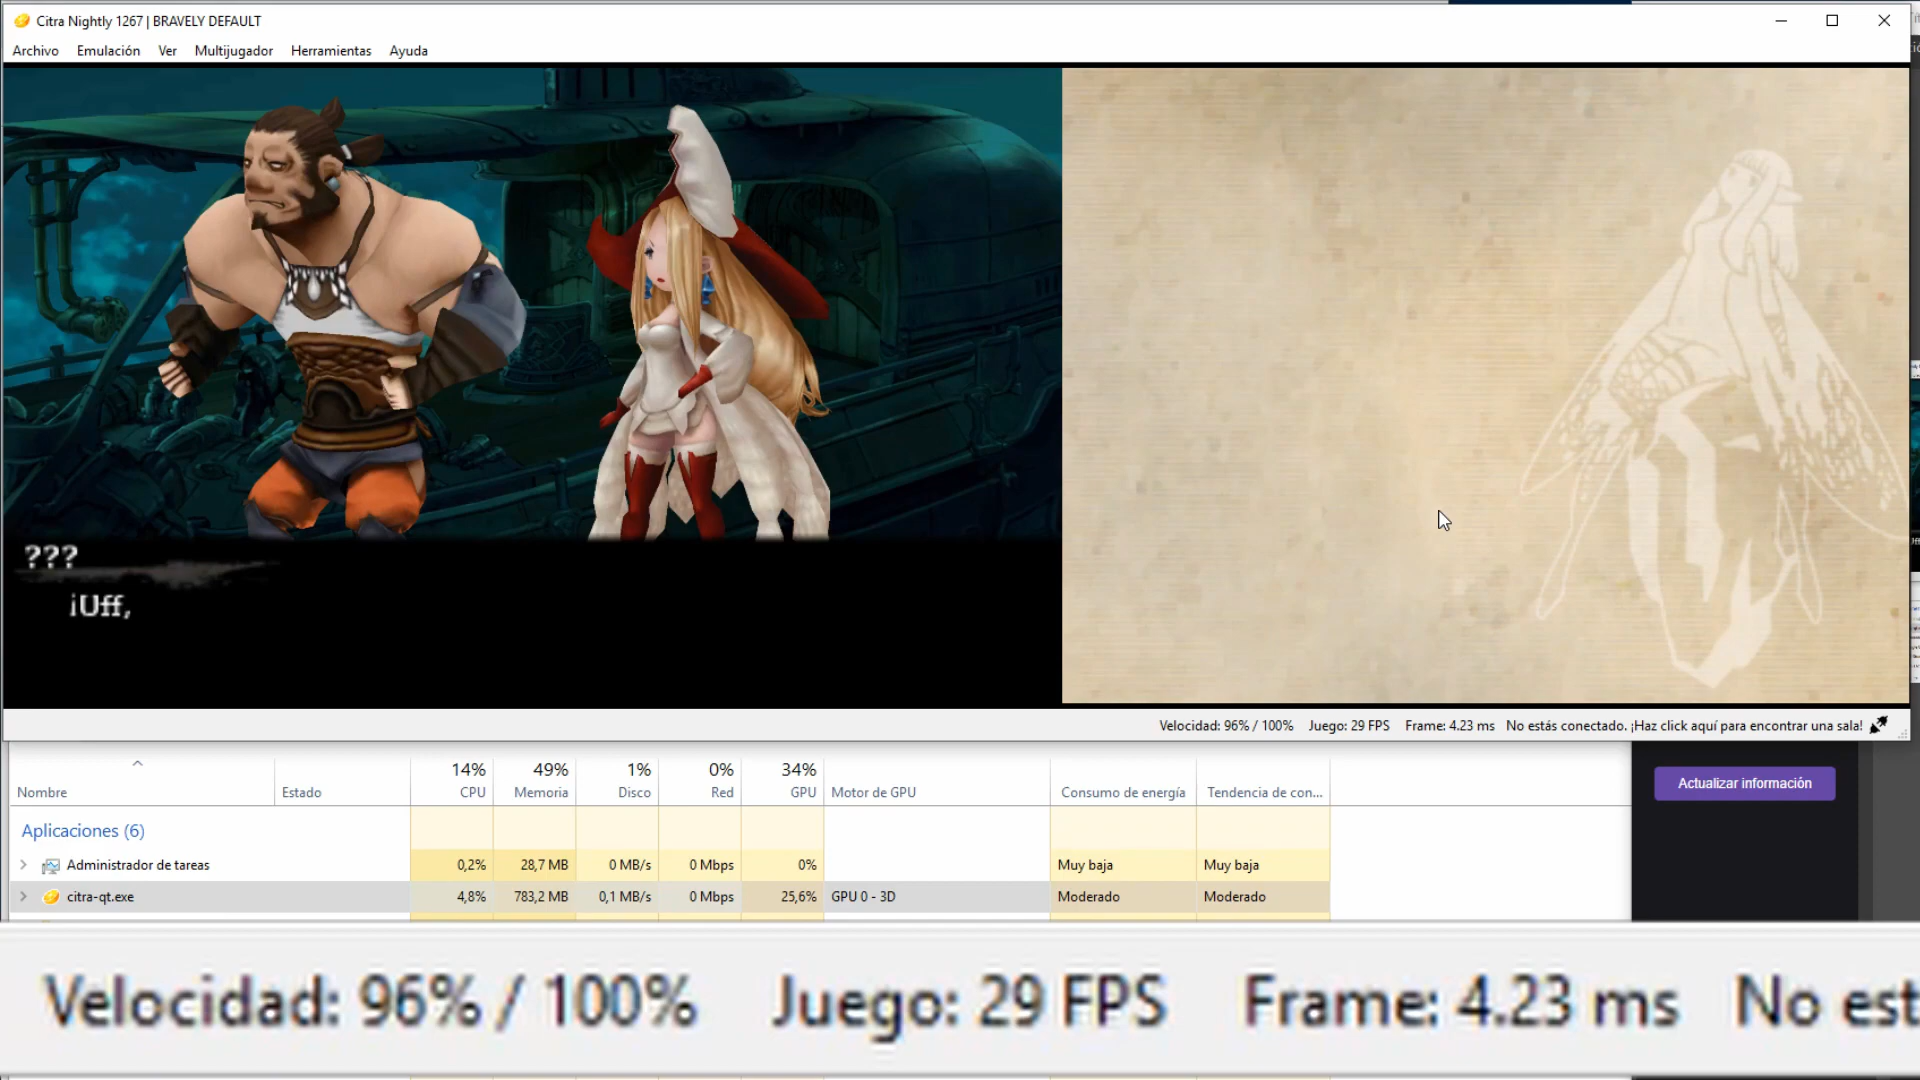 Citra Nightly 1267 | BRAVELY DEFAULT
Archivo Emulación Ver Multijugador Herramientas Ayuda
???
¡Uff,
Velocidad: 96% / 100% Juego: 29 FPS Frame: 4.23 ms No estás conectado. ¡Haz click aquí para encontrar una sala!
14% 49% 1% 0% 34%
Nombre Estado CPU Memoria Disco Red GPU Motor de GPU Consumo de energía Tendencia de con...
Actualizar información
Aplicaciones (6)
Administrador de tareas 0,2% 28,7 MB 0 MB/s 0 Mbps 0% Muy baja Muy baja
citra-qt.exe 4,8% 783,2 MB 0,1 MB/s 0 Mbps 25,6% GPU 0 - 3D Moderado Moderado
Velocidad: 96% / 100% Juego: 29 FPS Frame: 4.23 ms No est